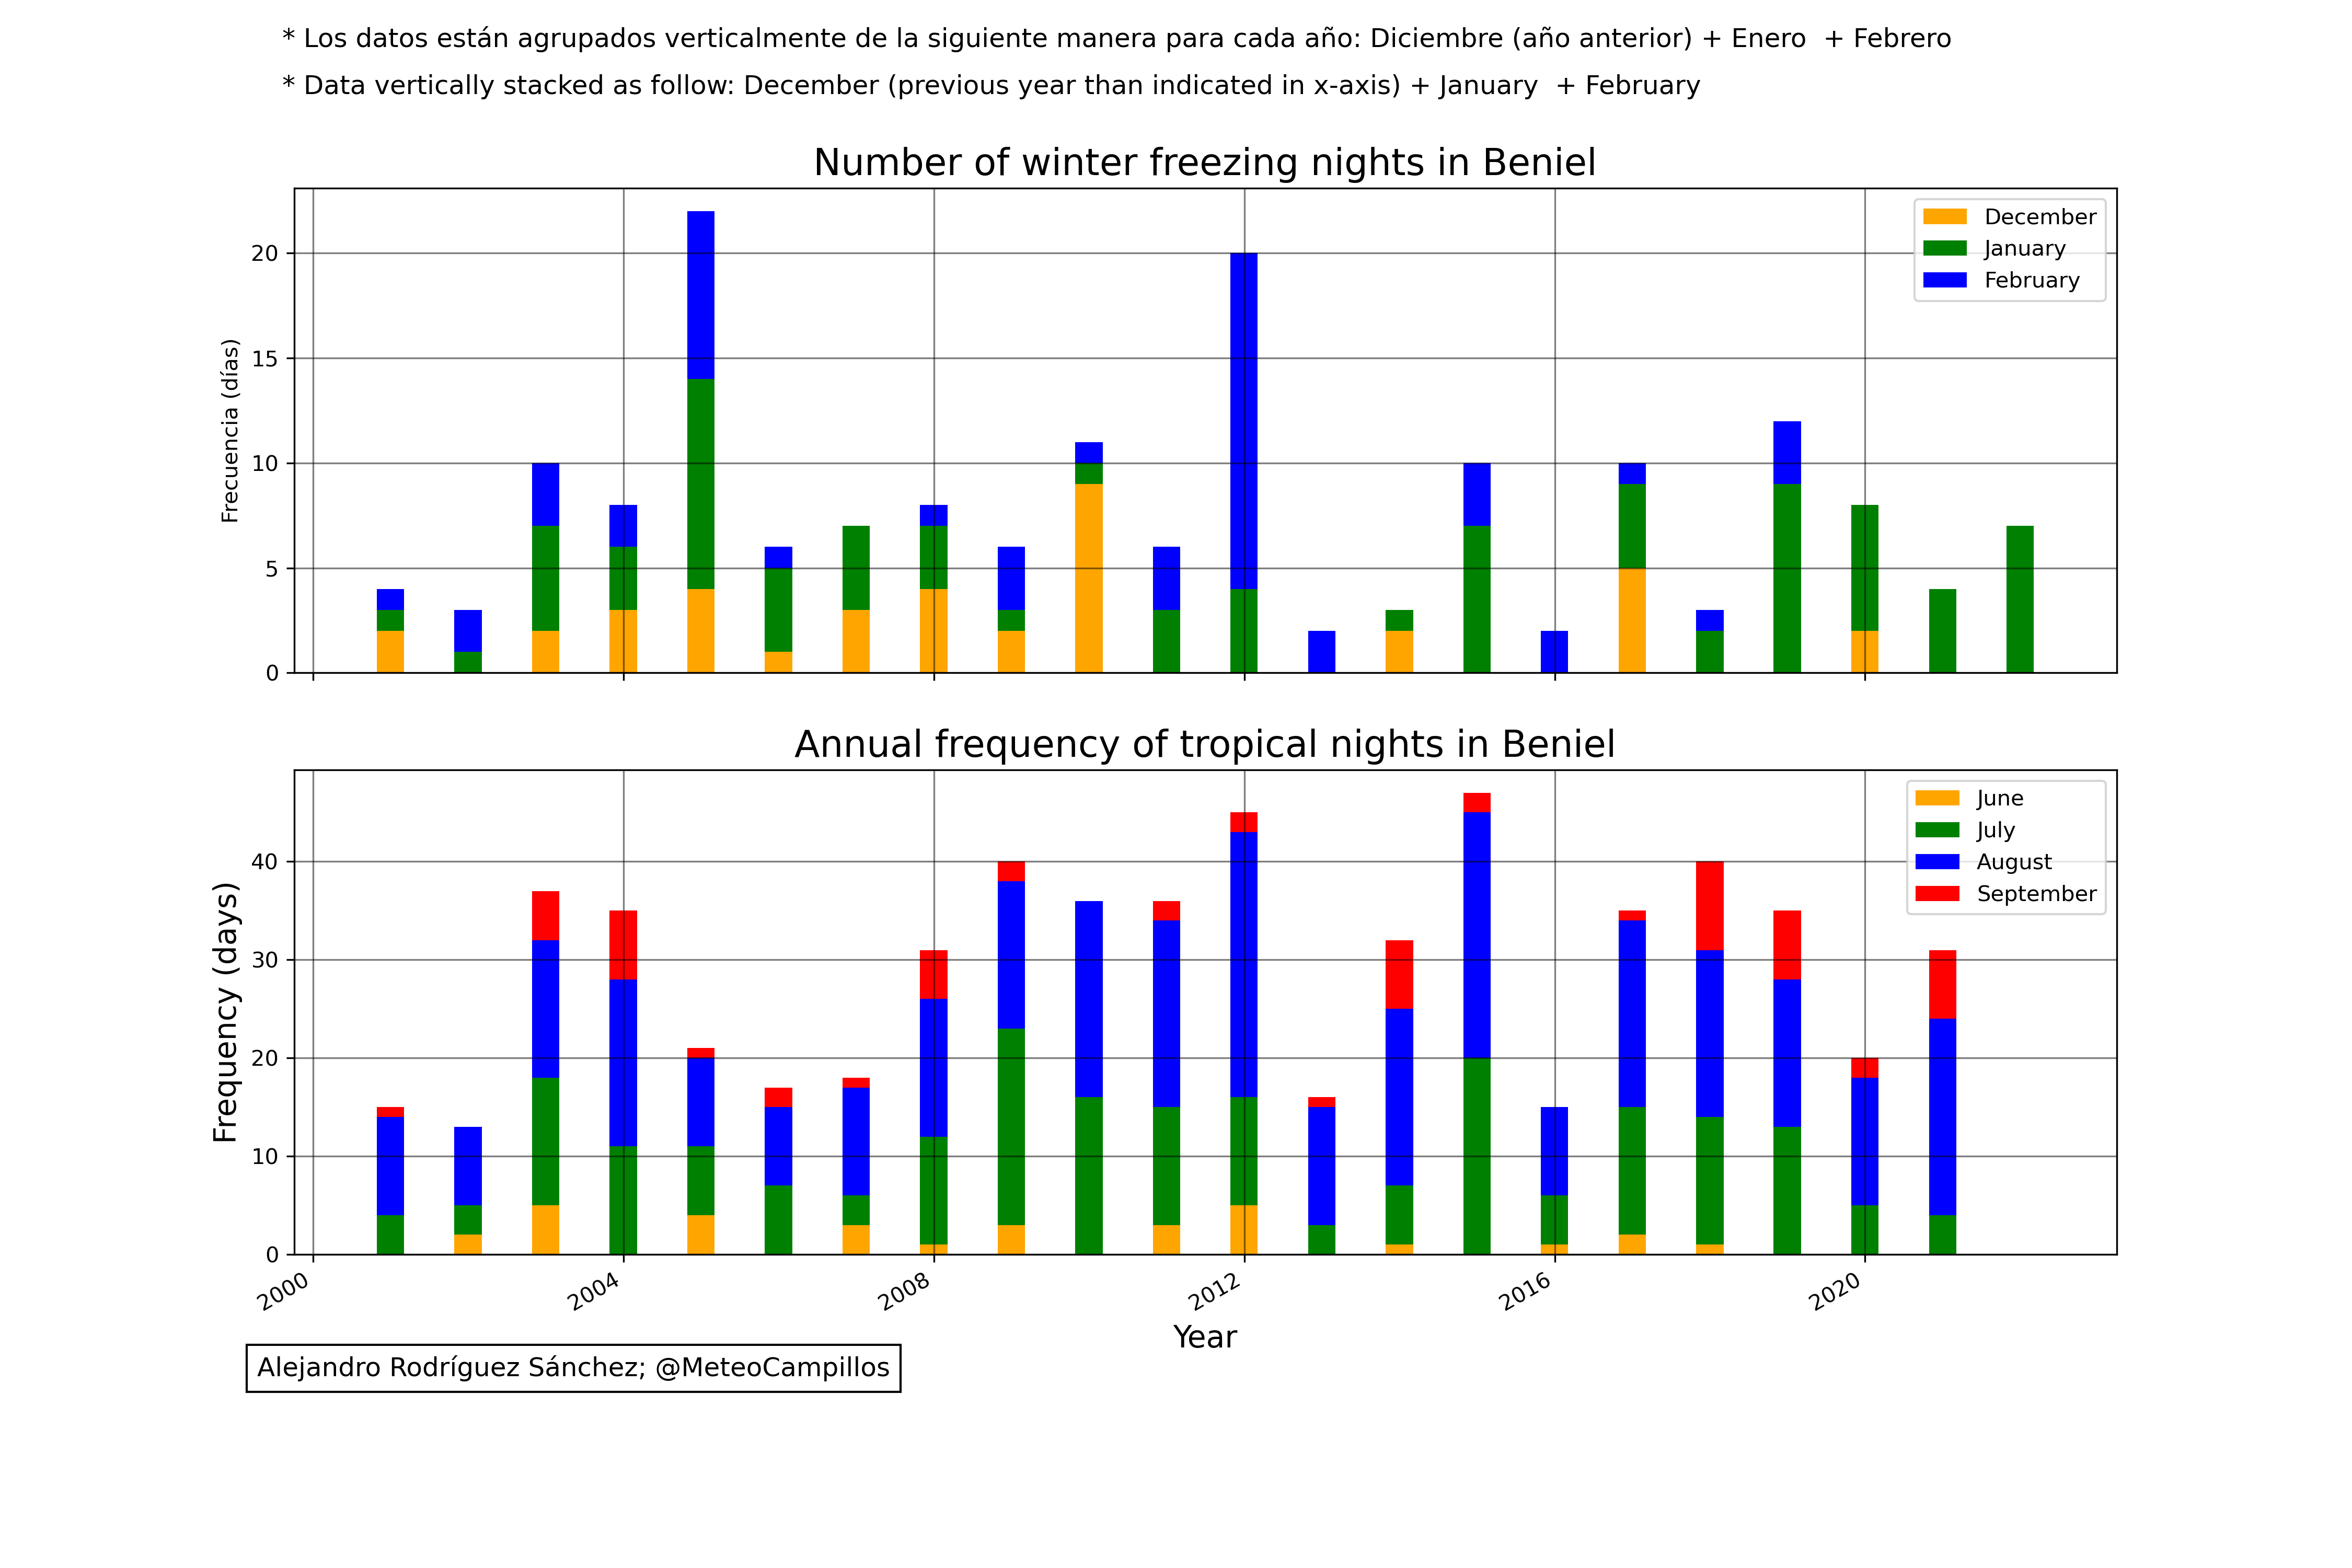 * Los datos están agrupados verticalmente de la siguiente manera para cada año: Diciembre (año anterior) + Enero  + Febrero
* Data vertically stacked as follow: December (previous year than indicated in x-axis) + January  + February
Number of winter freezing nights in Beniel
Frecuencia (días)
20
15
10
5
0
December
January
February
Annual frequency of tropical nights in Beniel
Frequency (days)
40
30
20
10
0
June
July
August
September
2000
2004
2008
2012
2016
2020
Year
Alejandro Rodríguez Sánchez; @MeteoCampillos